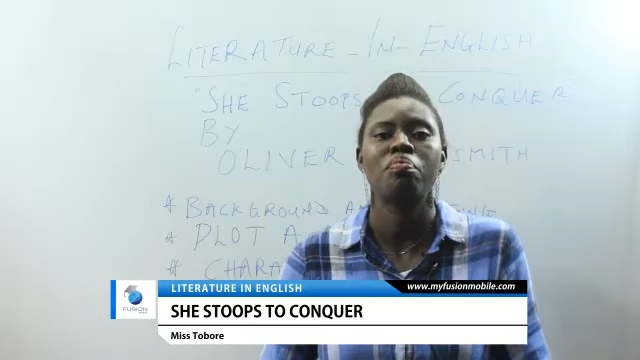 LITERATURE-IN-ENGLISH
"SHE STOOPS CONQUER
BY
OLIVER SMITH
* BACKGROUND
* PLOT A
* CHARA
LITERATURE IN ENGLISH
www.myfusionmobile.com
FUSION
SHE STOOPS TO CONQUER
Miss Tobore